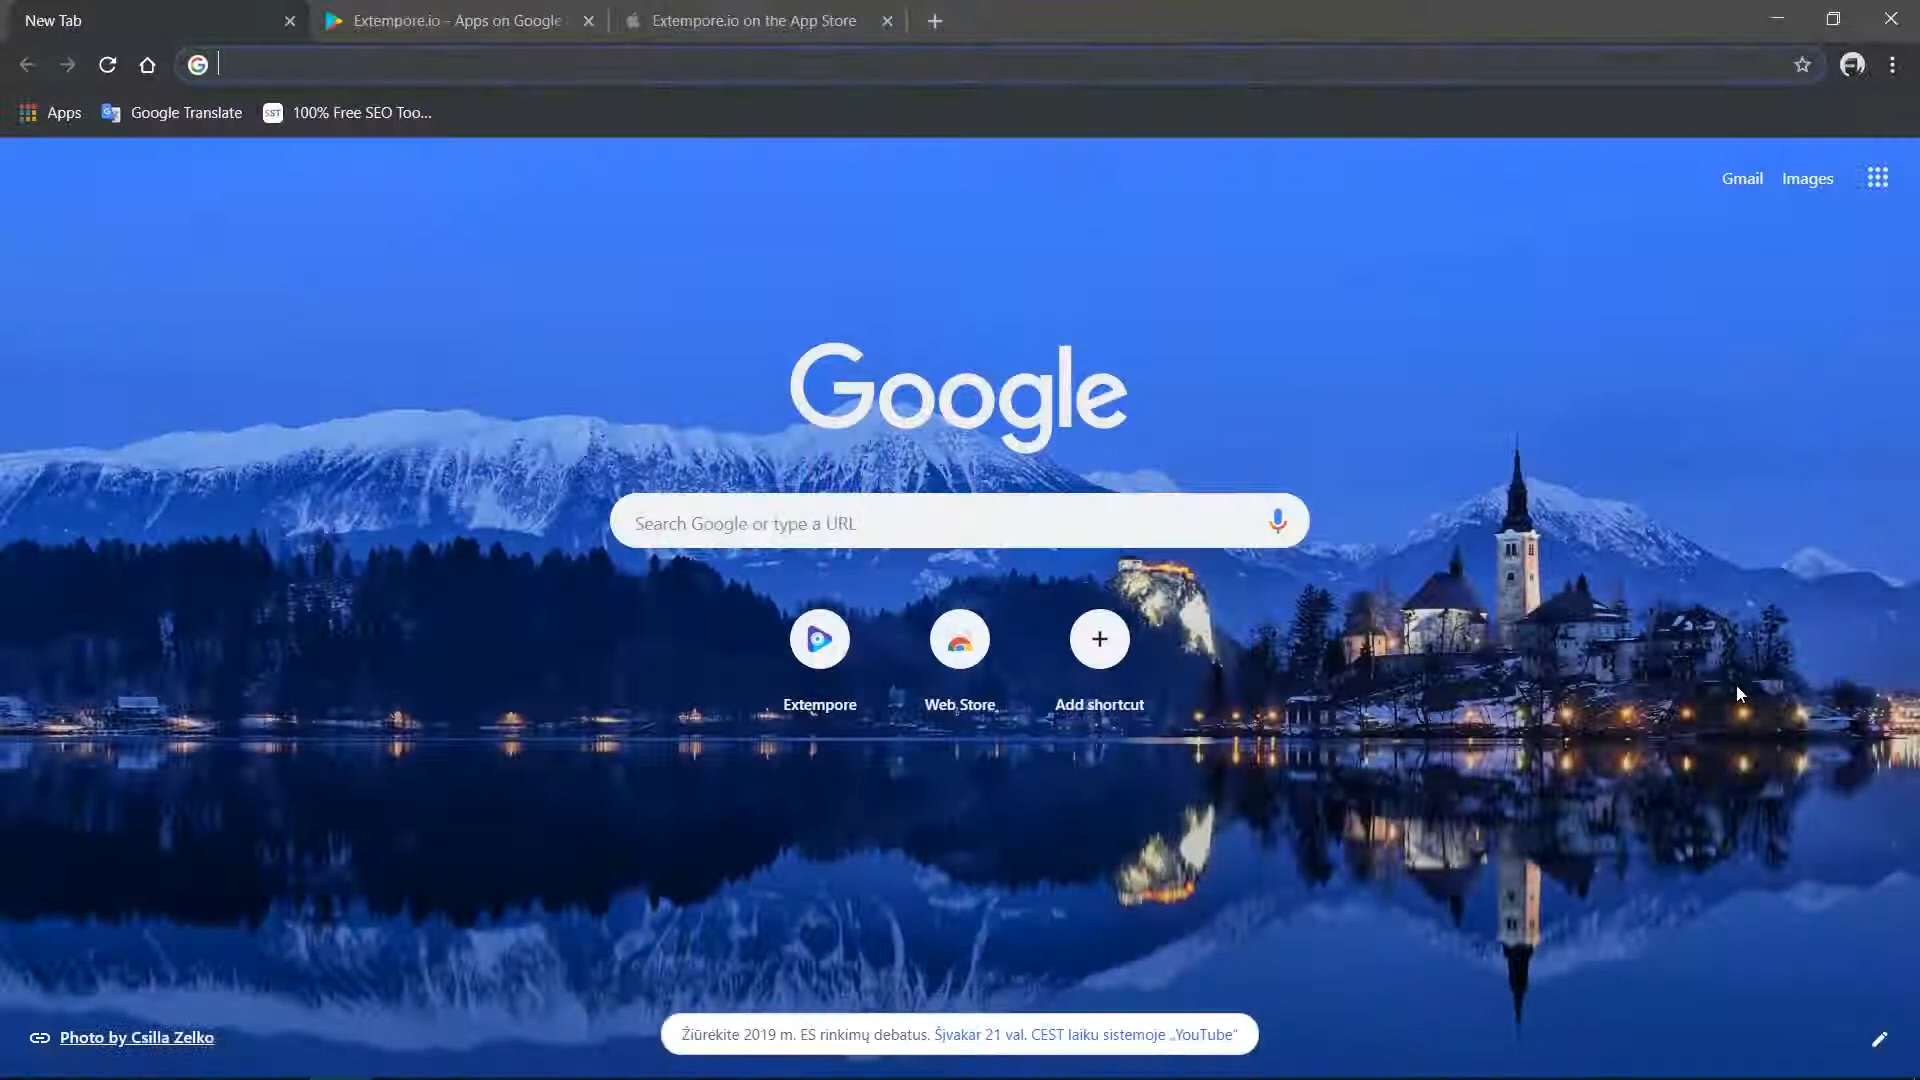 New Tab
Extempore.io - Apps on Google
Extempore.io on the App Store
Apps
Google Translate
SST
100% Free SEO Too...
Gmail
Images
Google
Search Google or type a URL
Extempore
Web Store
Add shortcut
Photo by Csilla Zelko
Žiūrėkite 2019 m. ES rinkimų debatus. Šįvakar 21 val. CEST laiku sistemoje „YouTube“